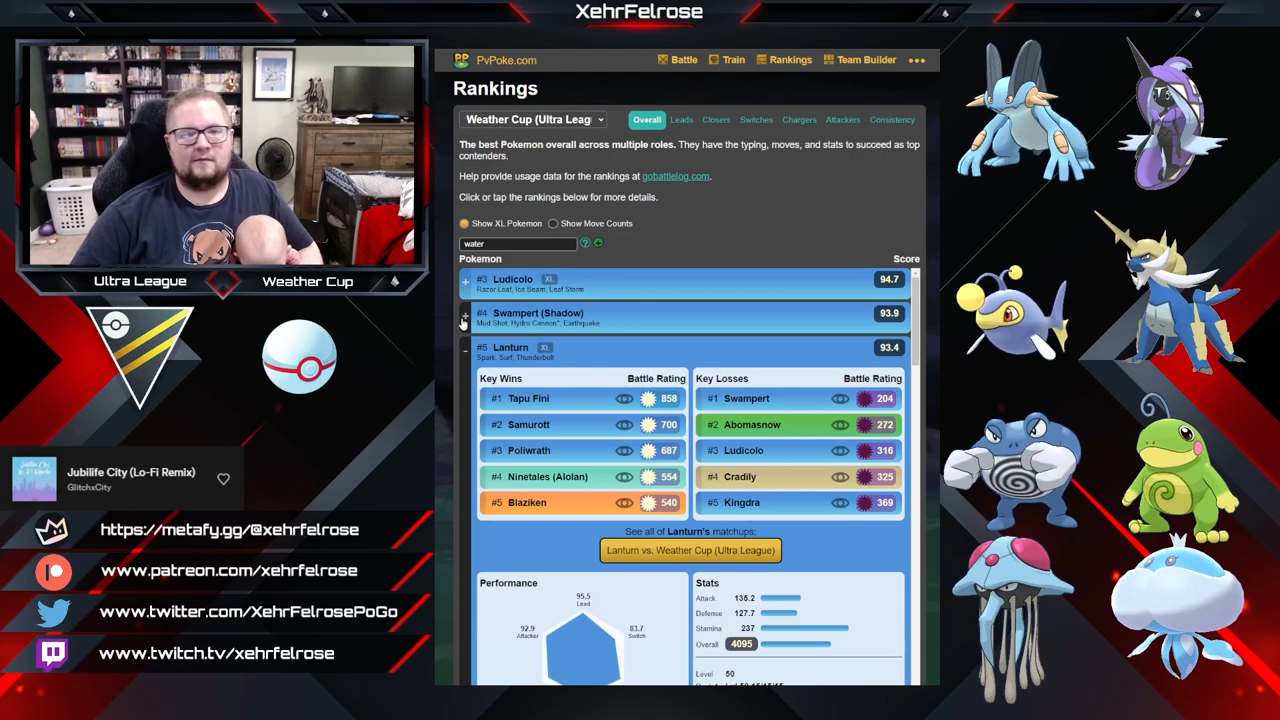 XehrFelrose
PvPoke.com
Battle
Train
Rankings
Team Builder
Rankings
Weather Cup (Ultra Leagu
Overall
Leads
Closers
Switches
Chargers
Attackers
Consistency
The best Pokemon overall across multiple roles. They have the typing, moves, and stats to succeed as top
contenders.
Help provide usage data for the rankings at gobattlelog.com.
Click or tap the rankings below for more details.
Show XL Pokemon
Show Move Counts
water
?
Pokemon
Score
#3 Ludicolo XL 94.7
Razor Leaf, Ice Beam, Leaf Storm
#4 Swampert (Shadow) 93.9
Mud Shot, Hydro Cannon*, Earthquake
#5 Lanturn XL 93.4
Spark, Surf, Thunderbolt
Key Wins Battle Rating
#1 Tapu Fini 858
#2 Samurott 700
#3 Poliwrath 687
#4 Ninetales (Alolan) 554
#5 Blaziken 540
Key Losses Battle Rating
#1 Swampert 204
#2 Abomasnow 272
#3 Ludicolo 316
#4 Cradily 325
#5 Kingdra 369
See all of Lanturn's matchups:
Lanturn vs. Weather Cup (Ultra League)
Performance
95.5
Lead
92.9
Attacker
83.7
Switch
Stats
Attack 135.2
Defense 127.7
Stamina 237
Overall 4095
Level 50
Ultra League
Weather Cup
Jubilife City (Lo-Fi Remix)
GlitchxCity
https://metafy.gg/@xehrfelrose
www.patreon.com/xehrfelrose
www.twitter.com/XehrFelrosePoGo
www.twitch.tv/xehrfelrose